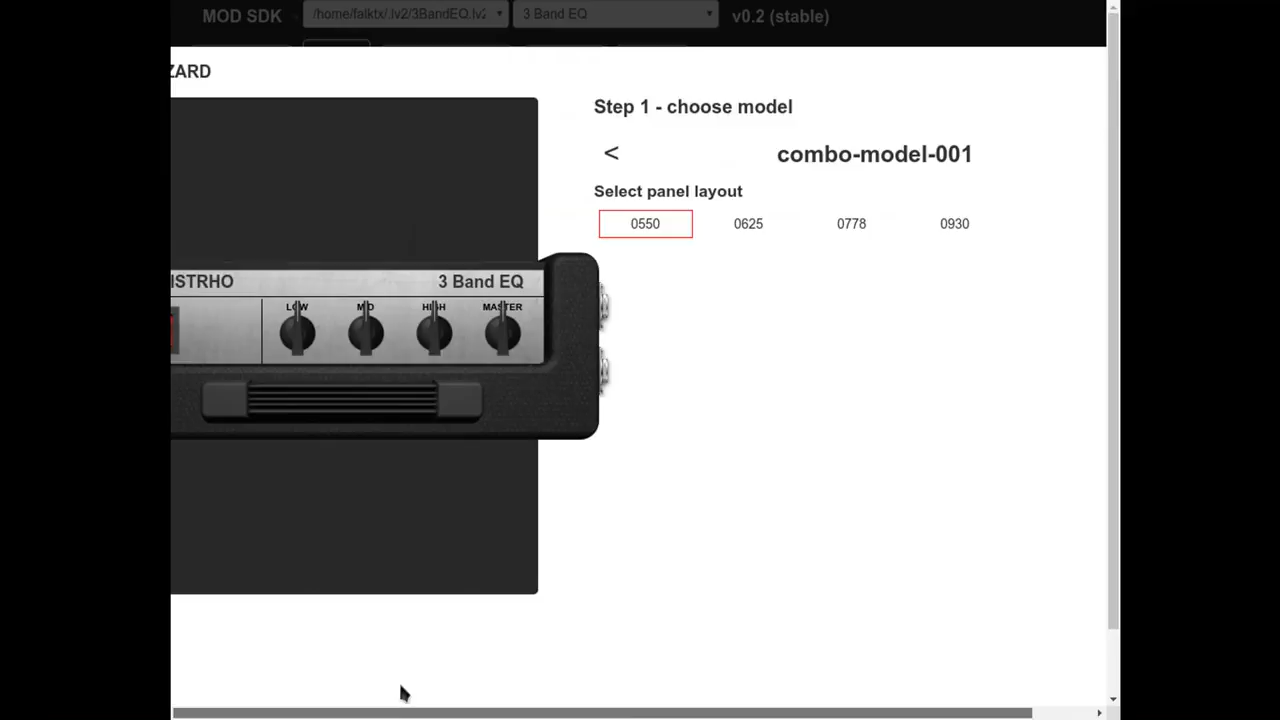 MOD SDK /home/falktx/.lv2/3BandEQ.lv2 3 Band EQ v0.2 (stable)
ZARD
Step 1 - choose model
< combo-model-001
Select panel layout
0550 0625 0778 0930
ISTRHO 3 Band EQ
LOW MID HIGH MASTER